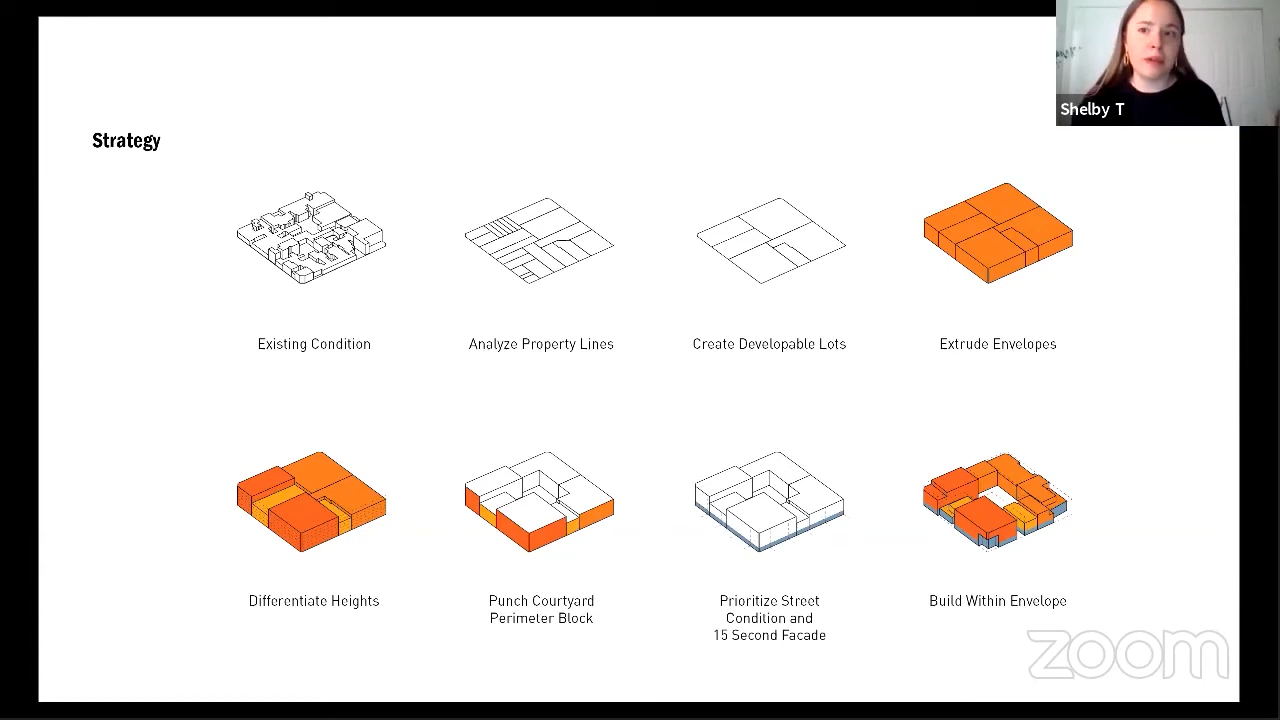 Shelby T
Strategy
Existing Condition
Analyze Property Lines
Create Developable Lots
Extrude Envelopes
Differentiate Heights
Punch Courtyard
Perimeter Block
Prioritize Street
Condition and
15 Second Facade
Build Within Envelope
zoom